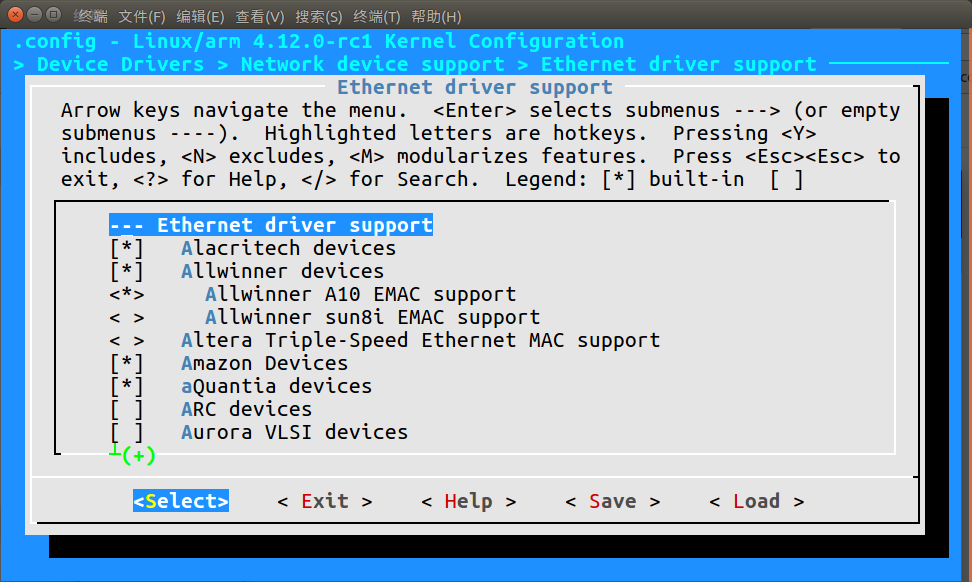 终端 文件(F) 编辑(E) 查看(V) 搜索(S) 终端(T) 帮助(H)
.config - Linux/arm 4.12.0-rc1 Kernel Configuration
> Device Drivers > Network device support > Ethernet driver support
Ethernet driver support
Arrow keys navigate the menu. <Enter> selects submenus ---> (or empty
submenus ----). Highlighted letters are hotkeys. Pressing <Y>
includes, <N> excludes, <M> modularizes features. Press <Esc><Esc> to
exit, <?> for Help, </> for Search. Legend: [*] built-in [ ]
--- Ethernet driver support
[*] Alacritech devices
[*] Allwinner devices
<*> Allwinner A10 EMAC support
< > Allwinner sun8i EMAC support
< > Altera Triple-Speed Ethernet MAC support
[*] Amazon Devices
[*] aQuantia devices
[ ] ARC devices
[ ] Aurora VLSI devices
(+)
<Select> < Exit > < Help > < Save > < Load >